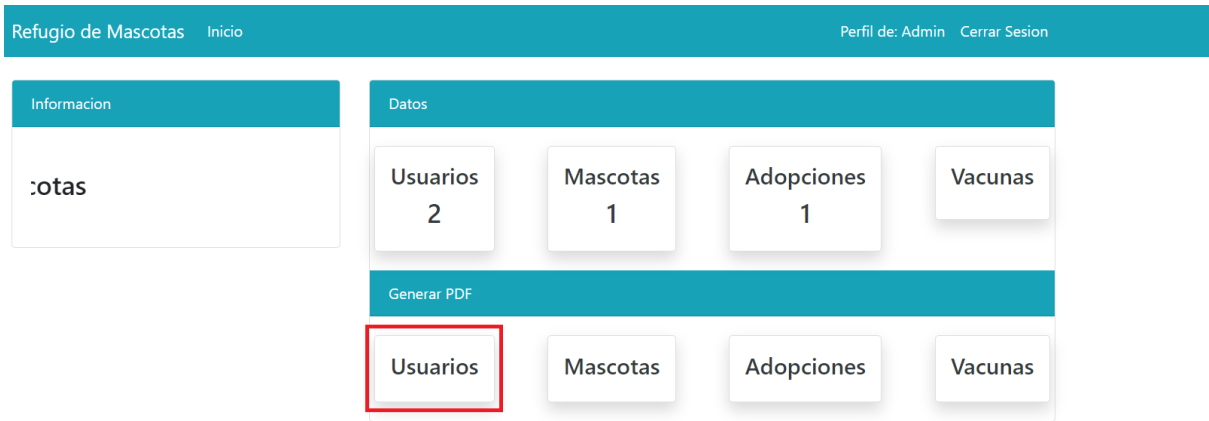 Refugio de Mascotas Inicio Perfil de: Admin Cerrar Sesion
Informacion
cotas
Datos
Usuarios Mascotas Adopciones Vacunas
2 1 1
Generar PDF
Usuarios Mascotas Adopciones Vacunas